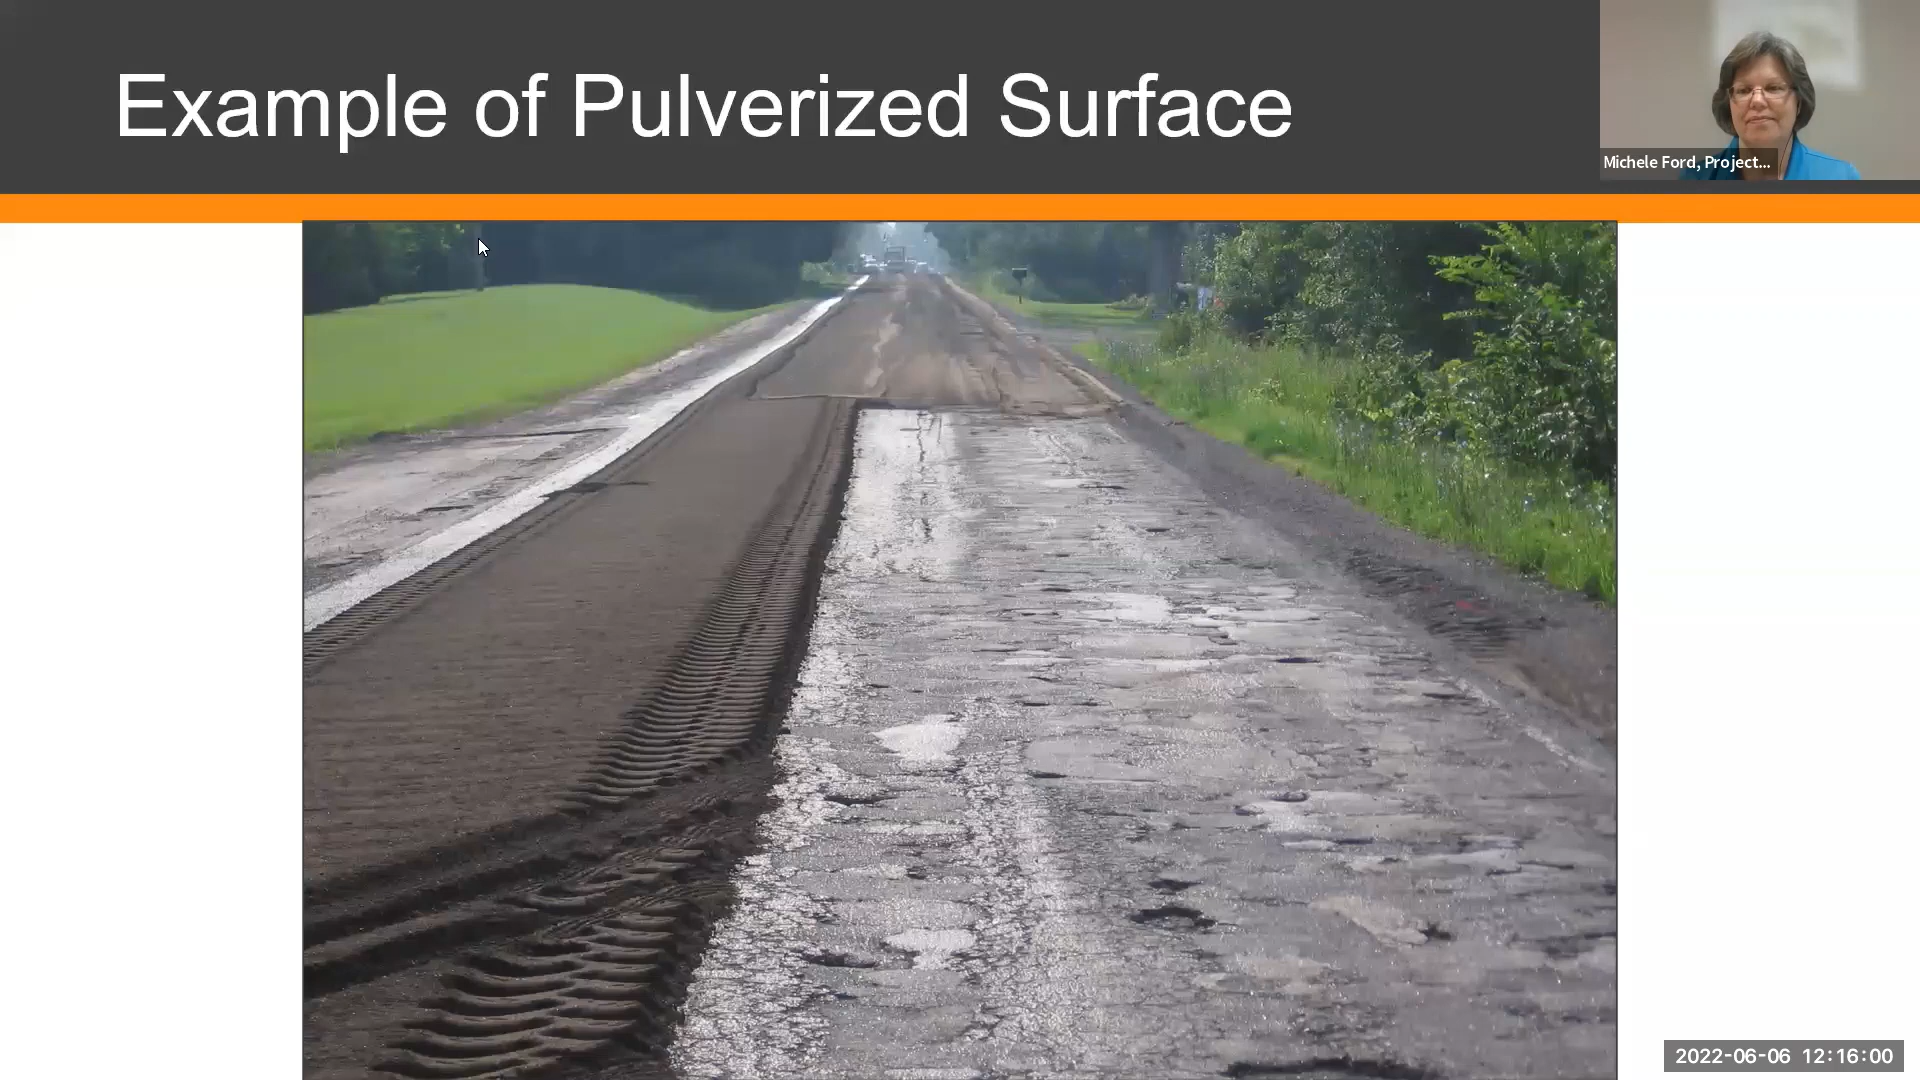 Example of Pulverized Surface
Michele Ford, Project...
2022-06-06 12:16:00